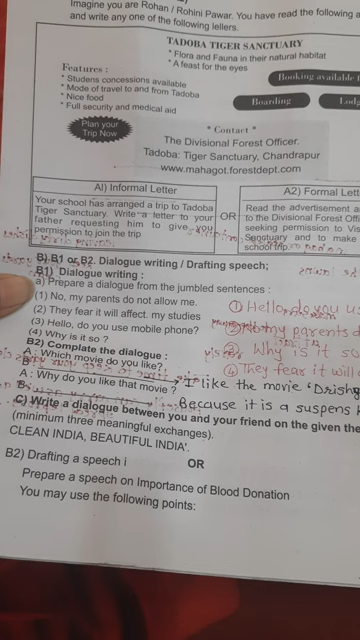 Imagine you are Rohan / Rohini Pawar. You have read the following a
and write any one of the following lellers.
TADOBA TIGER SANCTUARY
* Flora and Fauna in their natural habitat
* A feast for the eyes
Features :
* Studens concessions available
* Mode of travel to and from Tadoba
* Nice food
* Full security and medical aid
Booking available f
Boarding
Lodg
Plan your
Trip Now
* Contact *
The Divisional Forest Officer.
Tadoba: Tiger Sanctuary, Chandrapur
www.mahagot.forestdept.com
AI) Informal Letter
Your school has arranged a trip to Tadoba
Tiger Sanctuary. Write a letter to your
father requesting him to give you
permission to join the trip
OR
A2) Formal Lett
Read the advertisement a
to the Divisional Forest Offi
seeking permission to Vis
Senctuary and to make
school trip
B) B1 or B2. Dialogue writing / Drafting speech;
B1) Dialogue writing :
a) Prepare a dialogue from the jumbled sentences :
(1) No, my parents do not allow me.
(2) They fear it will affect. my studies
(3) Hello, do you use mobile phone?
(4) Why is it so ?
① Hello, do you u
② No my parents d
③ Why is it so
④ They fear it will
B2) Complate the dialogue :
A : Which movie do you like?
B
I like the movie 'Drishy
A : Why do you like that movie ?
B
Because it is a suspens
C) Write a dialogue between you and your friend on the given the
(minimum three meaningful exchanges).
CLEAN INDIA, BEAUTIFUL INDIA'.
OR
B2) Drafting a speech i
Prepare a speech on Importance of Blood Donation
You may use the following points: